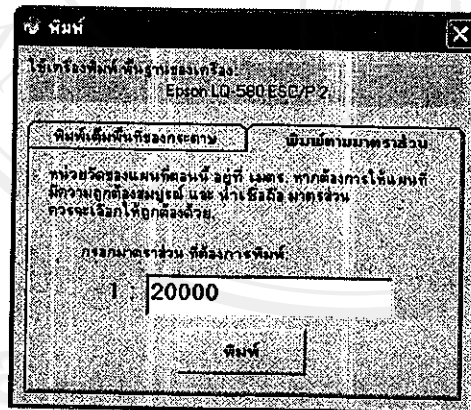 พิมพ์
ใช้เครื่องพิมพ์ พื้นฐานของเครื่อง:
Epson LQ-580 ESC/P 2
พิมพ์เต็มพื้นที่ของกระดาษ
พิมพ์ตามมาตราส่วน
หน่วยวัดของแผนที่ตอนนี้ อยู่ที่ เมตร. หากต้องการให้แผนที่
มีความถูกต้องสมบูรณ์ และ น่าเชื่อถือ มาตรส่วน
ควรจะเลือกให้ถูกต้องด้วย.
กรอกมาตราส่วน ที่ต้องการพิมพ์
1 : 20000
พิมพ์